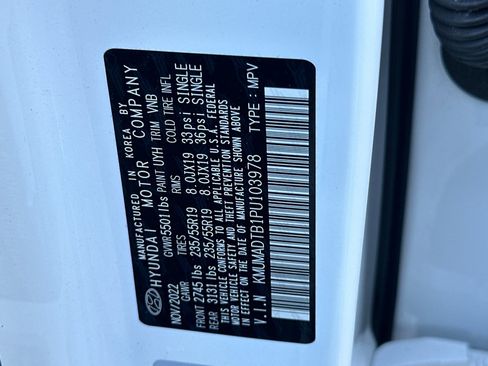 MANUFACTURED IN KOREA BY
HYUNDAI MOTOR COMPANY
GVWR5501lbs PAINT UYH TRIM VNB
NOV/2022 GAWR TIRES RIMS COLD TIRE INFL
FRONT 2745 lbs 235/55R19 8.0JX19 33psi SINGLE
REAR 3131 lbs 235/55R19 8.0JX19 36psi SINGLE
THIS VEHICLE CONFORMS TO ALL APPLICABLE U.S.A. FEDERAL
MOTOR VEHICLE SAFETY, BUMPER, AND THEFT PREVENTION STANDARDS
IN EFFECT ON THE DATE OF MANUFACTURE SHOWN ABOVE.
V.I.N KMUMADTB1PU103978 TYPE : MPV